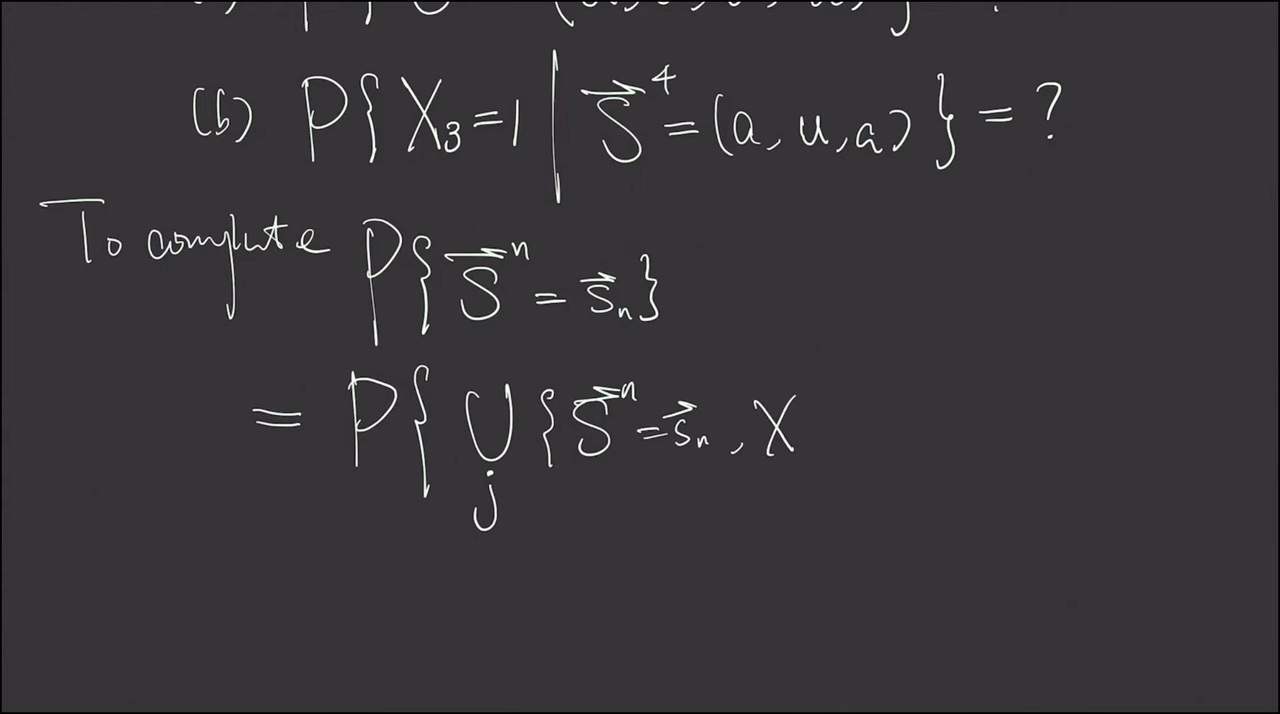 (b) P{ X₃=1 | S⃗⁴=(a, u, a) } = ?
To compute P{ S⃗ⁿ = s⃗ₙ }
= P{ ∪ⱼ { S⃗ⁿ = s⃗ₙ , X